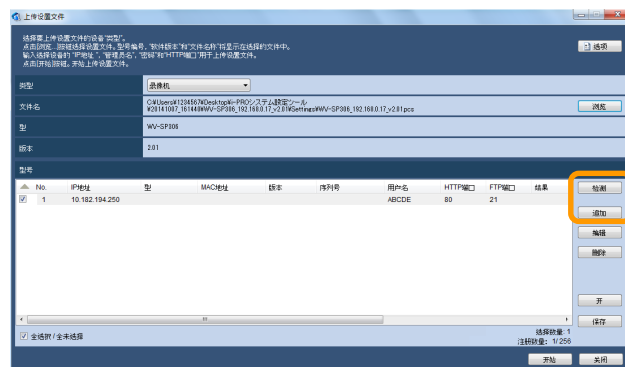 上传设置文件
选择要上传设置文件的设备"类型"。
点击[浏览...]按钮选择设置文件。型号编号、"软件版本"和"文件名称"将显示在选择的文件中。
输入选择设备的"IP地址"、"管理员名"、"密码"和"HTTP端口"用于上传设置文件。
点击[开始]按钮。开始上传设置文件。
选项
类型
录像机
文件名
C:¥Users¥1234567¥Desktop¥i-PROシステム設定ツール
¥20141007_161440¥WV-SP306_192.168.0.17_v2.01¥Settings¥WV-SP306_192.168.0.17_v2.01.pcs
浏览
型
WV-SP306
版本
2.01
型号
No. IP地址 型 MAC地址 版本 序列号 用户名 HTTP端口 FTP端口 结果
1 10.182.194.250 ABCDE 80 21
检测
追加
编辑
删除
开
保存
全选択 / 全未选择
选择数量: 1
注册数量: 1/256
开始
关闭